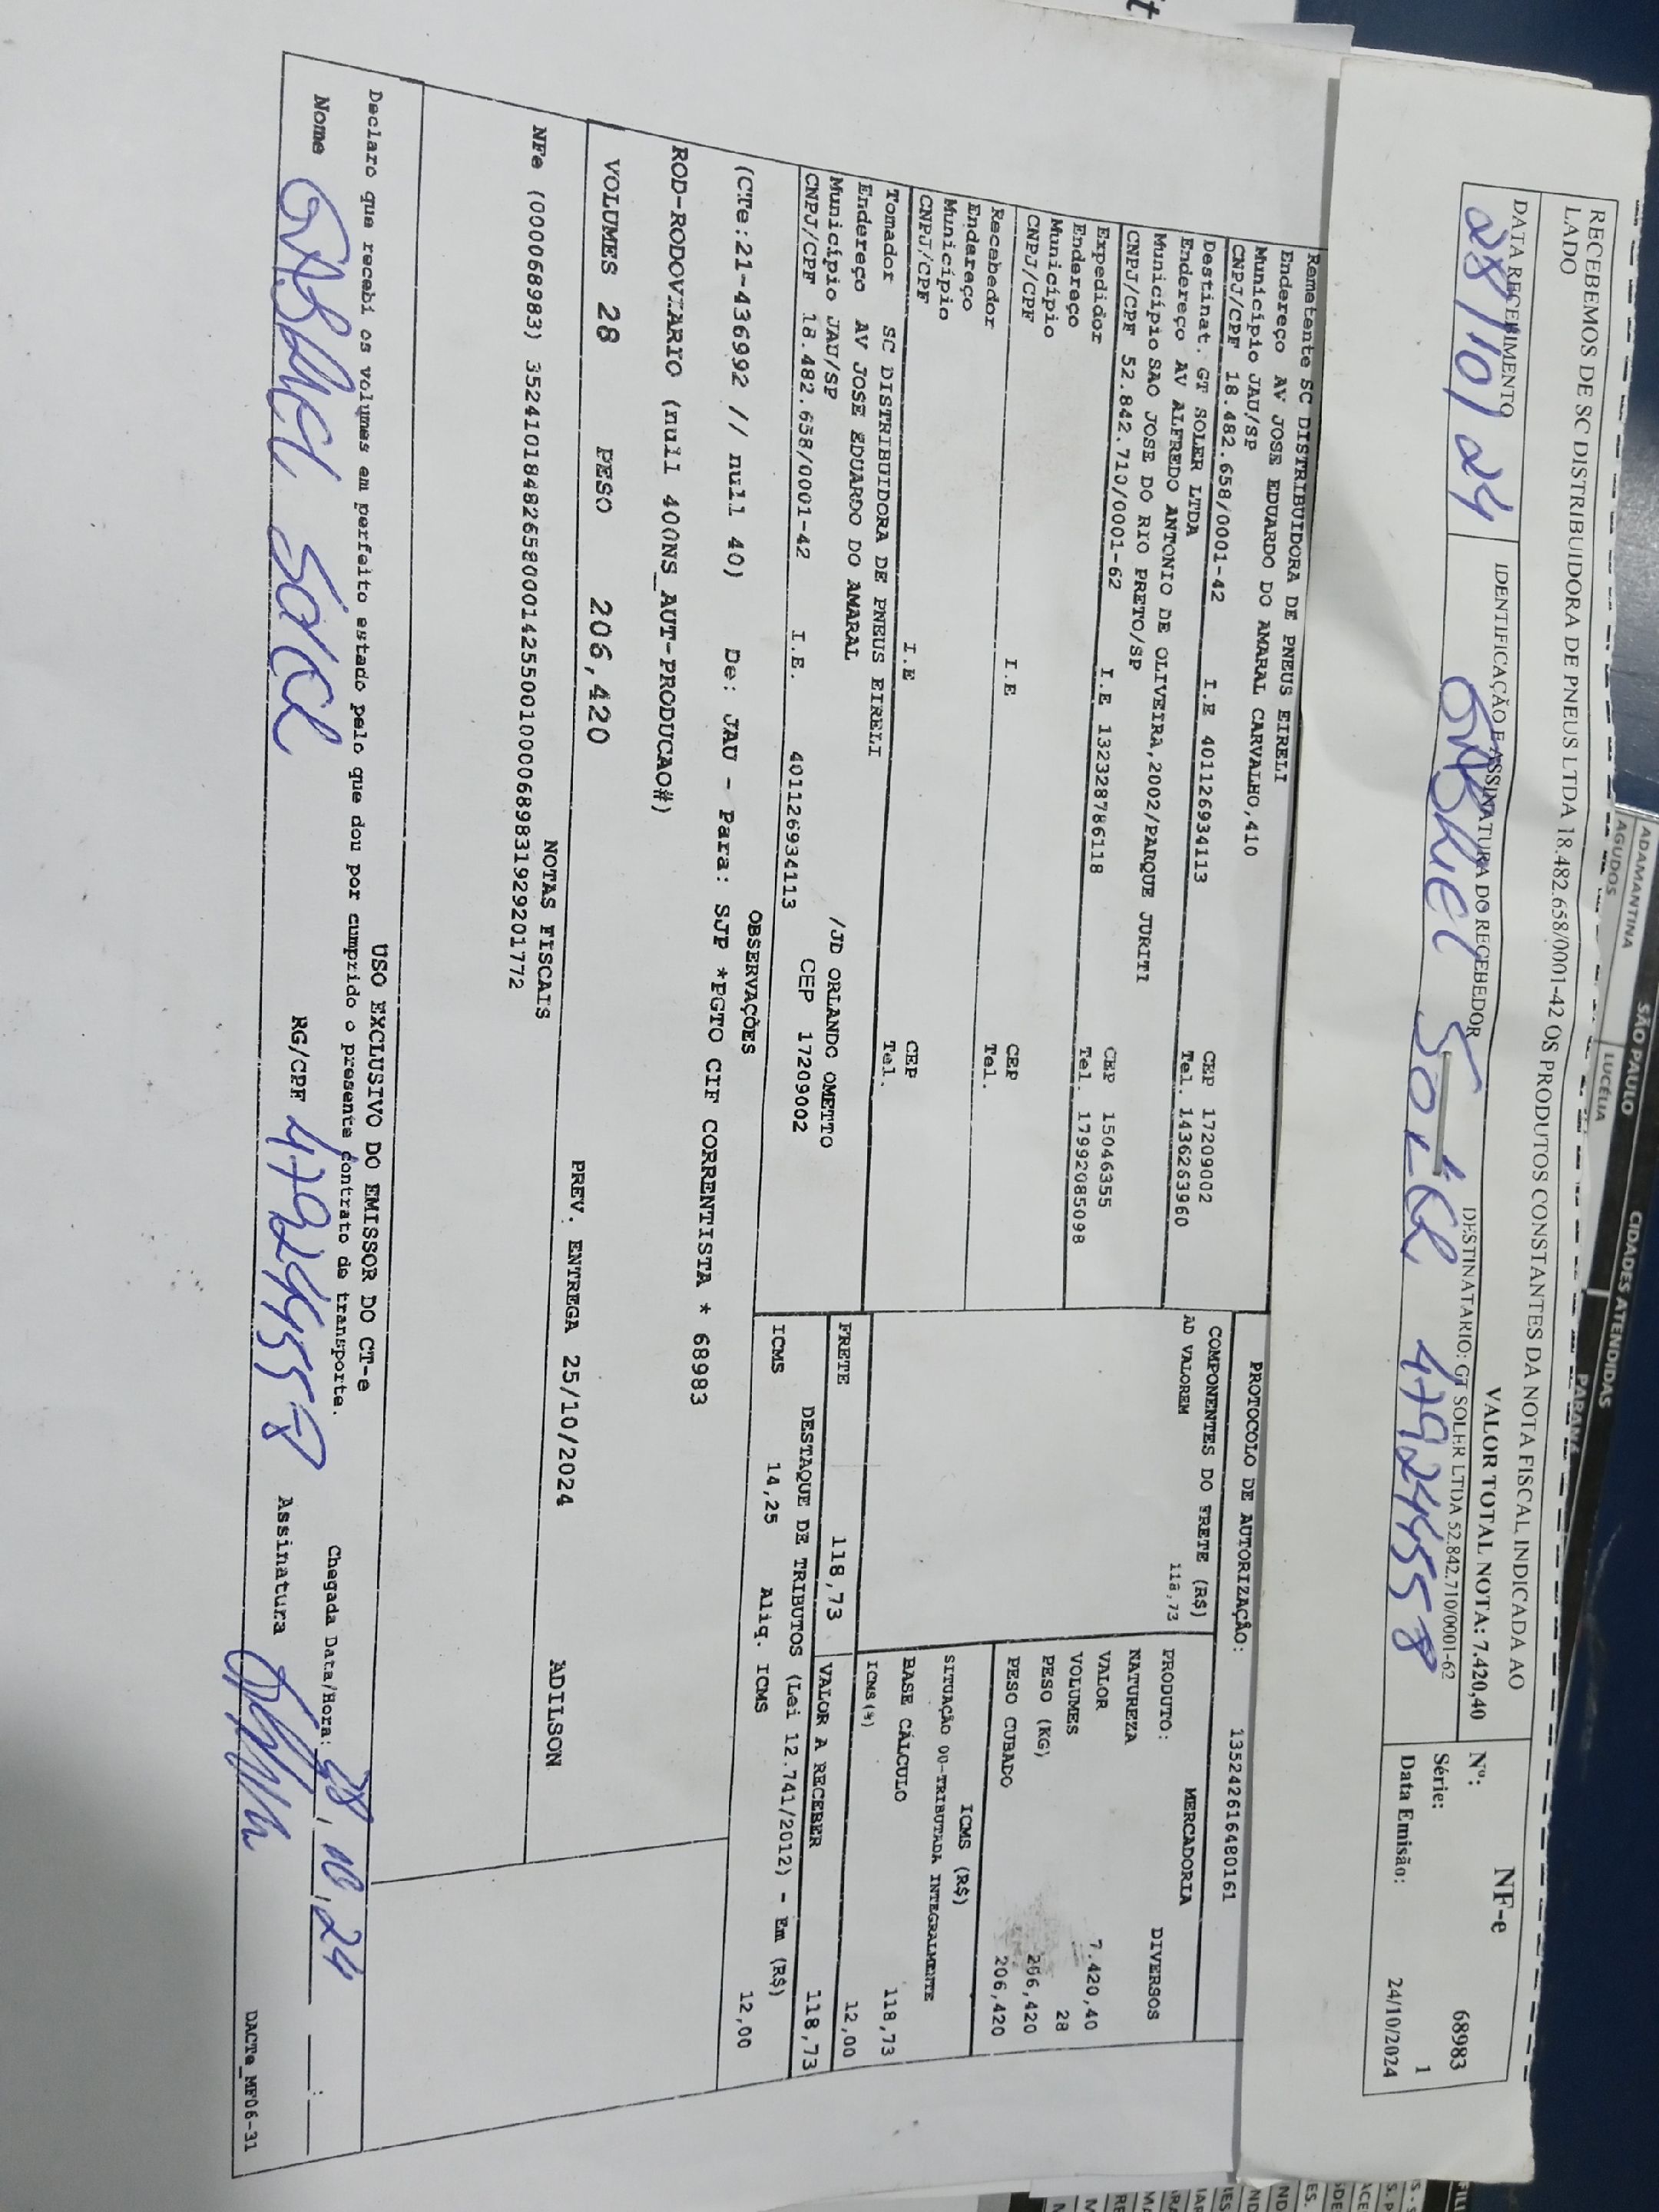 ADAMANTINA SÃO PAULO CIDADES ATENDIDAS
AGUDOS LUCÉLIA PARANÁ
RECEBEMOS DE SC DISTRIBUIDORA DE PNEUS LTDA 18.482.658/0001-42 OS PRODUTOS CONSTANTES DA NOTA FISCAL INDICADA AO
LADO
VALOR TOTAL NOTA: 7.420,40
DESTINATARIO: GT SOLER LTDA 52.842.710/0001-62
DATA RECEBIMENTO
28/10/24
IDENTIFICAÇÃO E ASSINATURA DO RECEBEDOR
GABRIEL SOLER 479244558
NF-e
Nº: 68983
Série: 1
Data Emissão: 24/10/2024
Remetente SC DISTRIBUIDORA DE PNEUS EIRELI
Endereço AV JOSE EDUARDO DO AMARAL CARVALHO,410
Município JAU/SP CEP 17209002
CNPJ/CPF 18.482.658/0001-42 I.E 401126934113 Tel. 1436263960
Destinat. GT SOLER LTDA
Endereço AV ALFREDO ANTONIO DE OLIVEIRA,2002/PARQUE JURITI
Município SAO JOSE DO RIO PRETO/SP CEP 15046355
CNPJ/CPF 52.842.710/0001-62 I.E 132328786118 Tel. 17992085098
Expedidor
Endereço
Município CEP
CNPJ/CPF I.E Tel.
Recebedor
Endereço
Município CEP
CNPJ/CPF I.E Tel.
Tomador SC DISTRIBUIDORA DE PNEUS EIRELI
Endereço AV JOSE EDUARDO DO AMARAL /JD ORLANDO OMETTO
Município JAU/SP CEP 17209002
CNPJ/CPF 18.482.658/0001-42 I.E. 401126934113
PROTOCOLO DE AUTORIZAÇÃO: 135242616480161
COMPONENTES DO FRETE (R$)
AD VALOREM 118,73
FRETE 118,73
MERCADORIA
PRODUTO: DIVERSOS
NATUREZA
VALOR 7.420,40
VOLUMES 28
PESO (KG) 206,420
PESO CUBADO 206,420
ICMS (R$)
SITUAÇÃO 00-TRIBUTADA INTEGRALMENTE
BASE CÁLCULO 118,73
ICMS(%) 12,00
VALOR A RECEBER 118,73
DESTAQUE DE TRIBUTOS (Lei 12.741/2012) - Em (R$)
ICMS 14,25 Aliq. ICMS 12,00
OBSERVAÇÕES
(CTe:21-436992 // null 40) De: JAU - Para: SJP *PGTO CIF CORRENTISTA * 68983
ROD-RODOVIARIO (null 400NS_AUT-PRODUCAO#)
VOLUMES 28 PESO 206,420 PREV. ENTREGA 25/10/2024 ADILSON
NOTAS FISCAIS
NFe (000068983) 35241018482658000142550010000689831929201772
USO EXCLUSIVO DO EMISSOR DO CT-e
Declaro que recebi os volumes em perfeito estado pelo que dou por cumprido o presente contrato de transporte.
Chegada Data/Hora: 28, 10, 24 __:__
Nome GABRIEL SOLER RG/CPF 479244558 Assinatura
DACTe_MF06-31